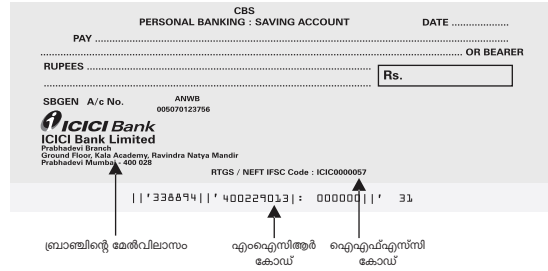 CBS
PERSONAL BANKING : SAVING ACCOUNT DATE ..................
PAY ..................
.................. OR BEARER
RUPEES ..................
Rs.
SBGEN A/c No. ANWB
005070123756
ICICI Bank
ICICI Bank Limited
Prabhadevi Branch
Ground Floor, Kala Academy, Ravindra Natya Mandir
Prabhadevi Mumbai - 400 028
RTGS / NEFT IFSC Code : ICIC0000057
||'338894||' 400229013|: 000000||' 31
ബ്രാഞ്ചിന്റെ മേൽവിലാസം എംഐസിആർ ഐഎഫ്എസ്സി
കോഡ് കോഡ്